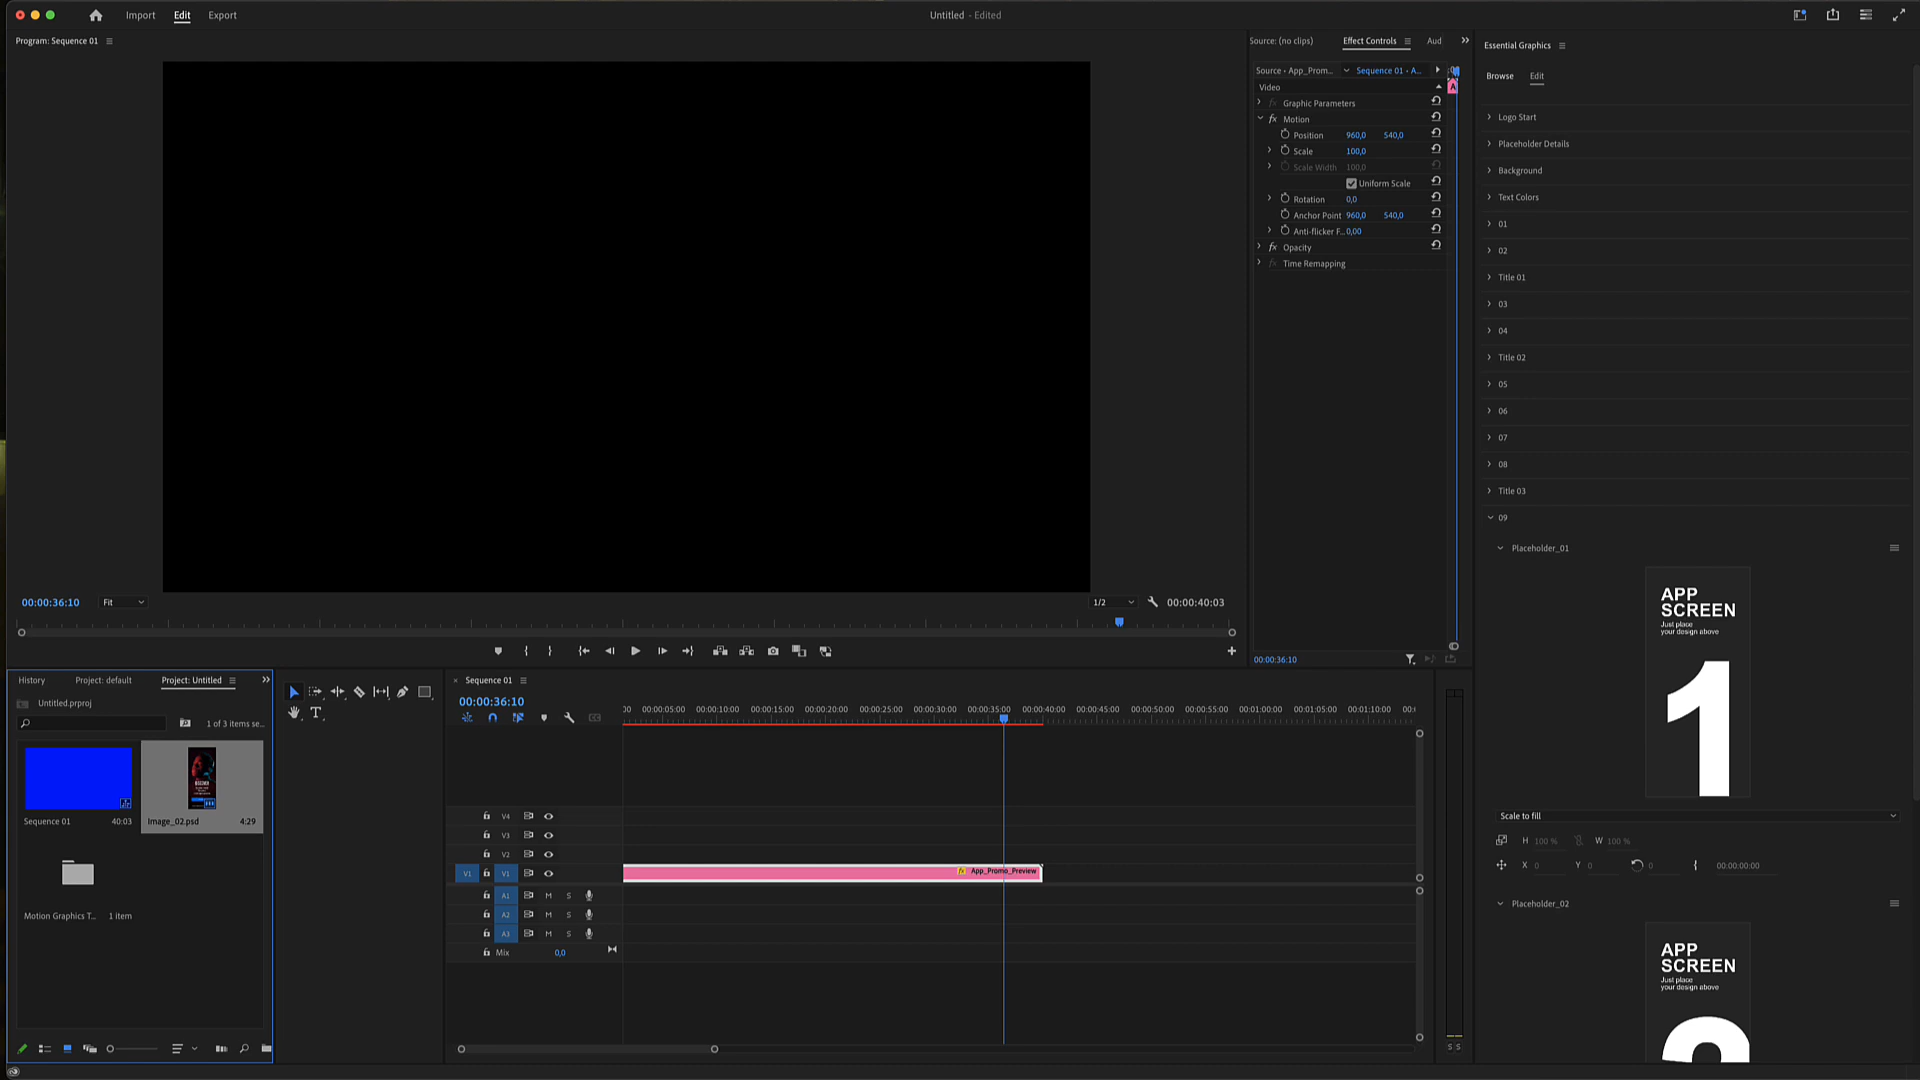 Import
Edit
Export
Untitled - Edited
Program: Sequence 01
Source: (no clips)
Effect Controls
Aud
Essential Graphics
Browse
Edit
Source • App_Prom...
Sequence 01 • A...
Video
Graphic Parameters
fx Motion
Position 960,0 540,0
Scale 100,0
Scale Width 100,0
Uniform Scale
Rotation 0,0
Anchor Point 960,0 540,0
Anti-flicker F... 0,00
fx Opacity
Time Remapping
A
Logo Start
Placeholder Details
Background
Text Colors
01
02
Title 01
03
04
Title 02
05
06
07
08
Title 03
09
Placeholder_01
APP
SCREEN
Just place
your design above
1
Scale to fill
H 100 % W 100 %
X 0 Y 0 0 00:00:00:00
Placeholder_02
APP
SCREEN
Just place
your design above
00:00:36:10
Fit
1/2
00:00:40:03
00:00:36:10
History
Project: default
Project: Untitled
Untitled.prproj
1 of 3 items se...
Sequence 01 40:03
Image_02.psd 4:29
Motion Graphics T... 1 item
Sequence 01
00:00:36:10
00 00:00:05:00 00:00:10:00 00:00:15:00 00:00:20:00 00:00:25:00 00:00:30:00 00:00:35:00 00:00:40:00 00:00:45:00 00:00:50:00 00:00:55:00 00:01:00:00 00:01:05:00 00:01:10:00 00:
V4
V3
V2
V1 V1
fx App_Promo_Preview
A1 M S
A2 M S
A3 M S
Mix 0,0
S S